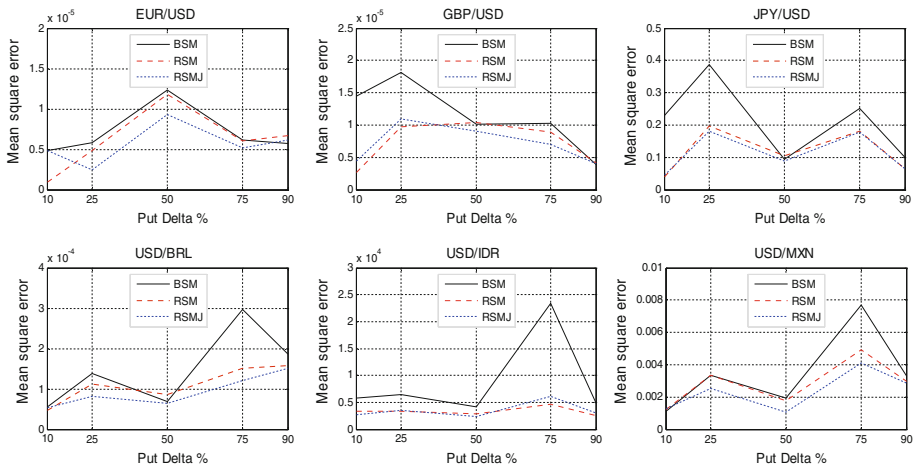 EUR/USD
x 10^-5
2
1.5
1
0.5
0
Mean square error
BSM
RSM
RSMJ
10 25 50 75 90
Put Delta %
GBP/USD
x 10^-5
2.5
2
1.5
1
0.5
0
Mean square error
BSM
RSM
RSMJ
10 25 50 75 90
Put Delta %
JPY/USD
0.5
0.4
0.3
0.2
0.1
0
Mean square error
BSM
RSM
RSMJ
10 25 50 75 90
Put Delta %
USD/BRL
x 10^-4
4
3
2
1
0
Mean square error
BSM
RSM
RSMJ
10 25 50 75 90
Put Delta %
USD/IDR
x 10^4
3
2.5
2
1.5
1
0.5
0
Mean square error
BSM
RSM
RSMJ
10 25 50 75 90
Put Delta %
USD/MXN
0.01
0.008
0.006
0.004
0.002
0
Mean square error
BSM
RSM
RSMJ
10 25 50 75 90
Put Delta %